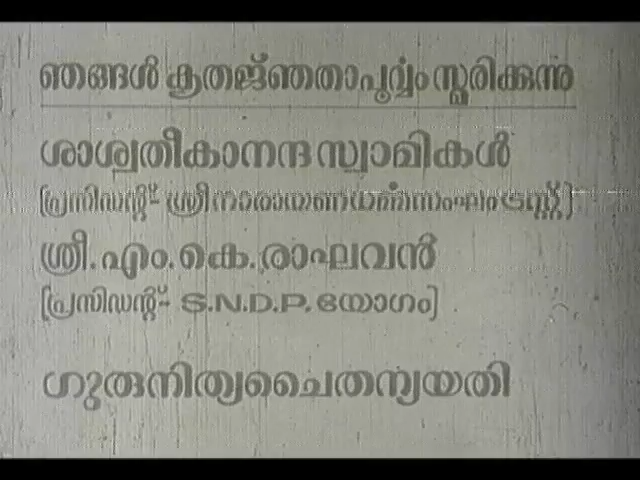 ഞങ്ങൾ കൃതജ്ഞതാപൂർവ്വം സ്മരിക്കുന്നു
ശാശ്വതീകാനന്ദ സ്വാമികൾ
(പ്രസിഡന്റ് - ശ്രീനാരായണധർമ്മസംഘം ട്രസ്റ്റ്)
ശ്രീ. എം. കെ. രാഘവൻ
(പ്രസിഡന്റ് - S.N.D.P. യോഗം)
ഗുരുനിത്യചൈതന്യയതി